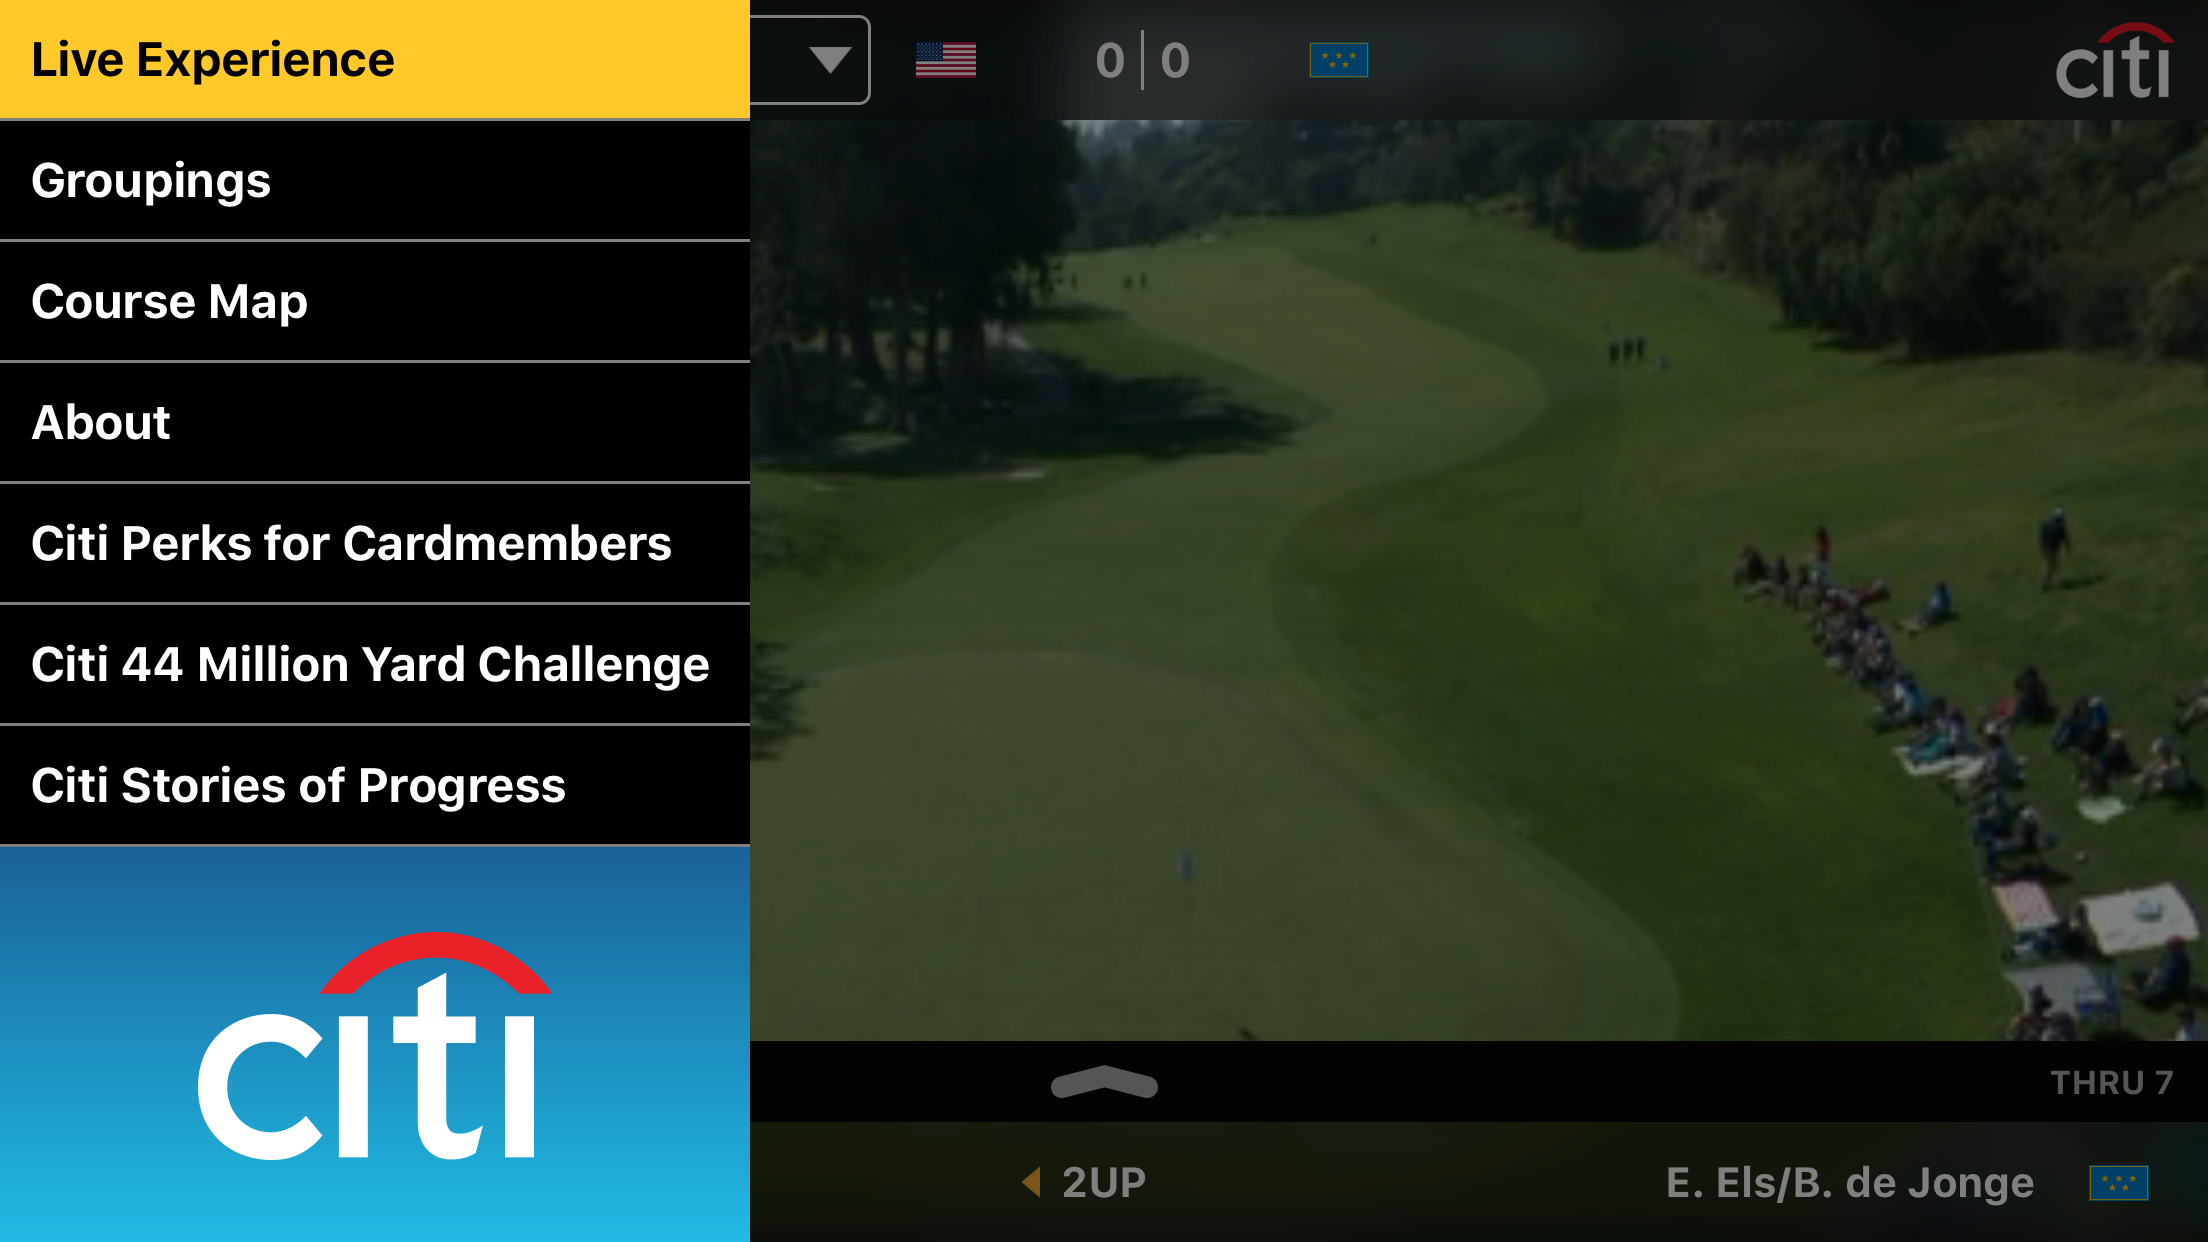 Live Experience
0 | 0
citi
Groupings
Course Map
About
Citi Perks for Cardmembers
Citi 44 Million Yard Challenge
Citi Stories of Progress
citi
THRU 7
2UP
E. Els/B. de Jonge